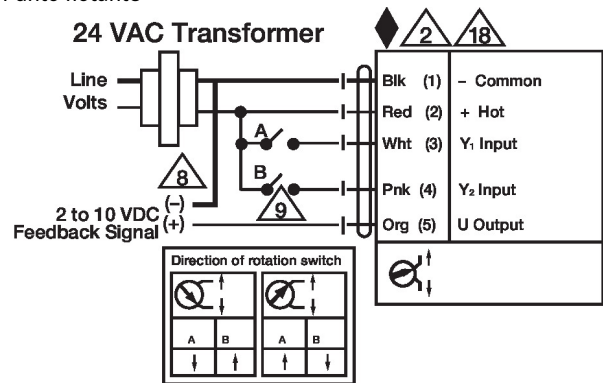 24 VAC Transformer
2
18
Line
Volts
Blk (1) – Common
Red (2) + Hot
A
Wht (3) Y₁ Input
B
Pnk (4) Y₂ Input
8
9
2 to 10 VDC (–)
Feedback Signal (+)
Org (5) U Output
Direction of rotation switch
A B A B